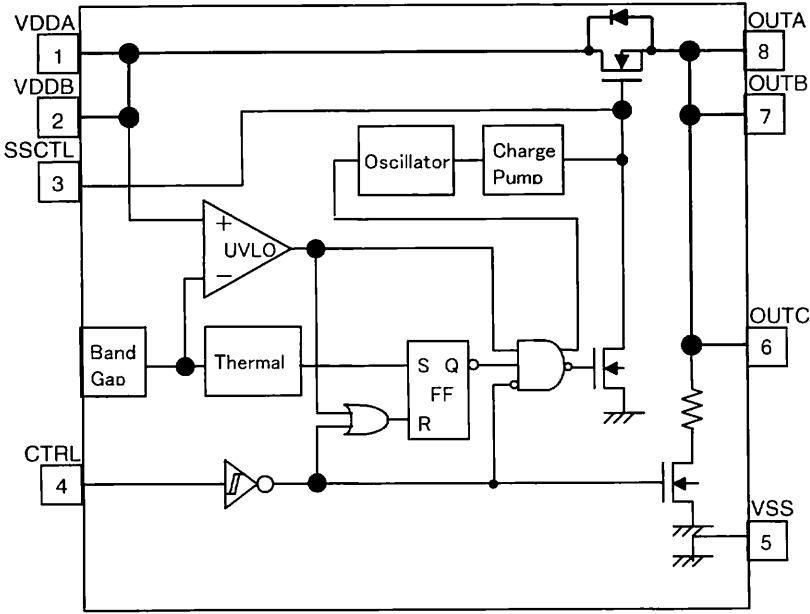 VDDA
1
VDDB
2
SSCTL
3
OUTA
8
OUTB
7
Oscillator
Charge
Pump
+
UVLO
−
Band
Gap
Thermal
S Q
FF
R
OUTC
6
CTRL
4
VSS
5